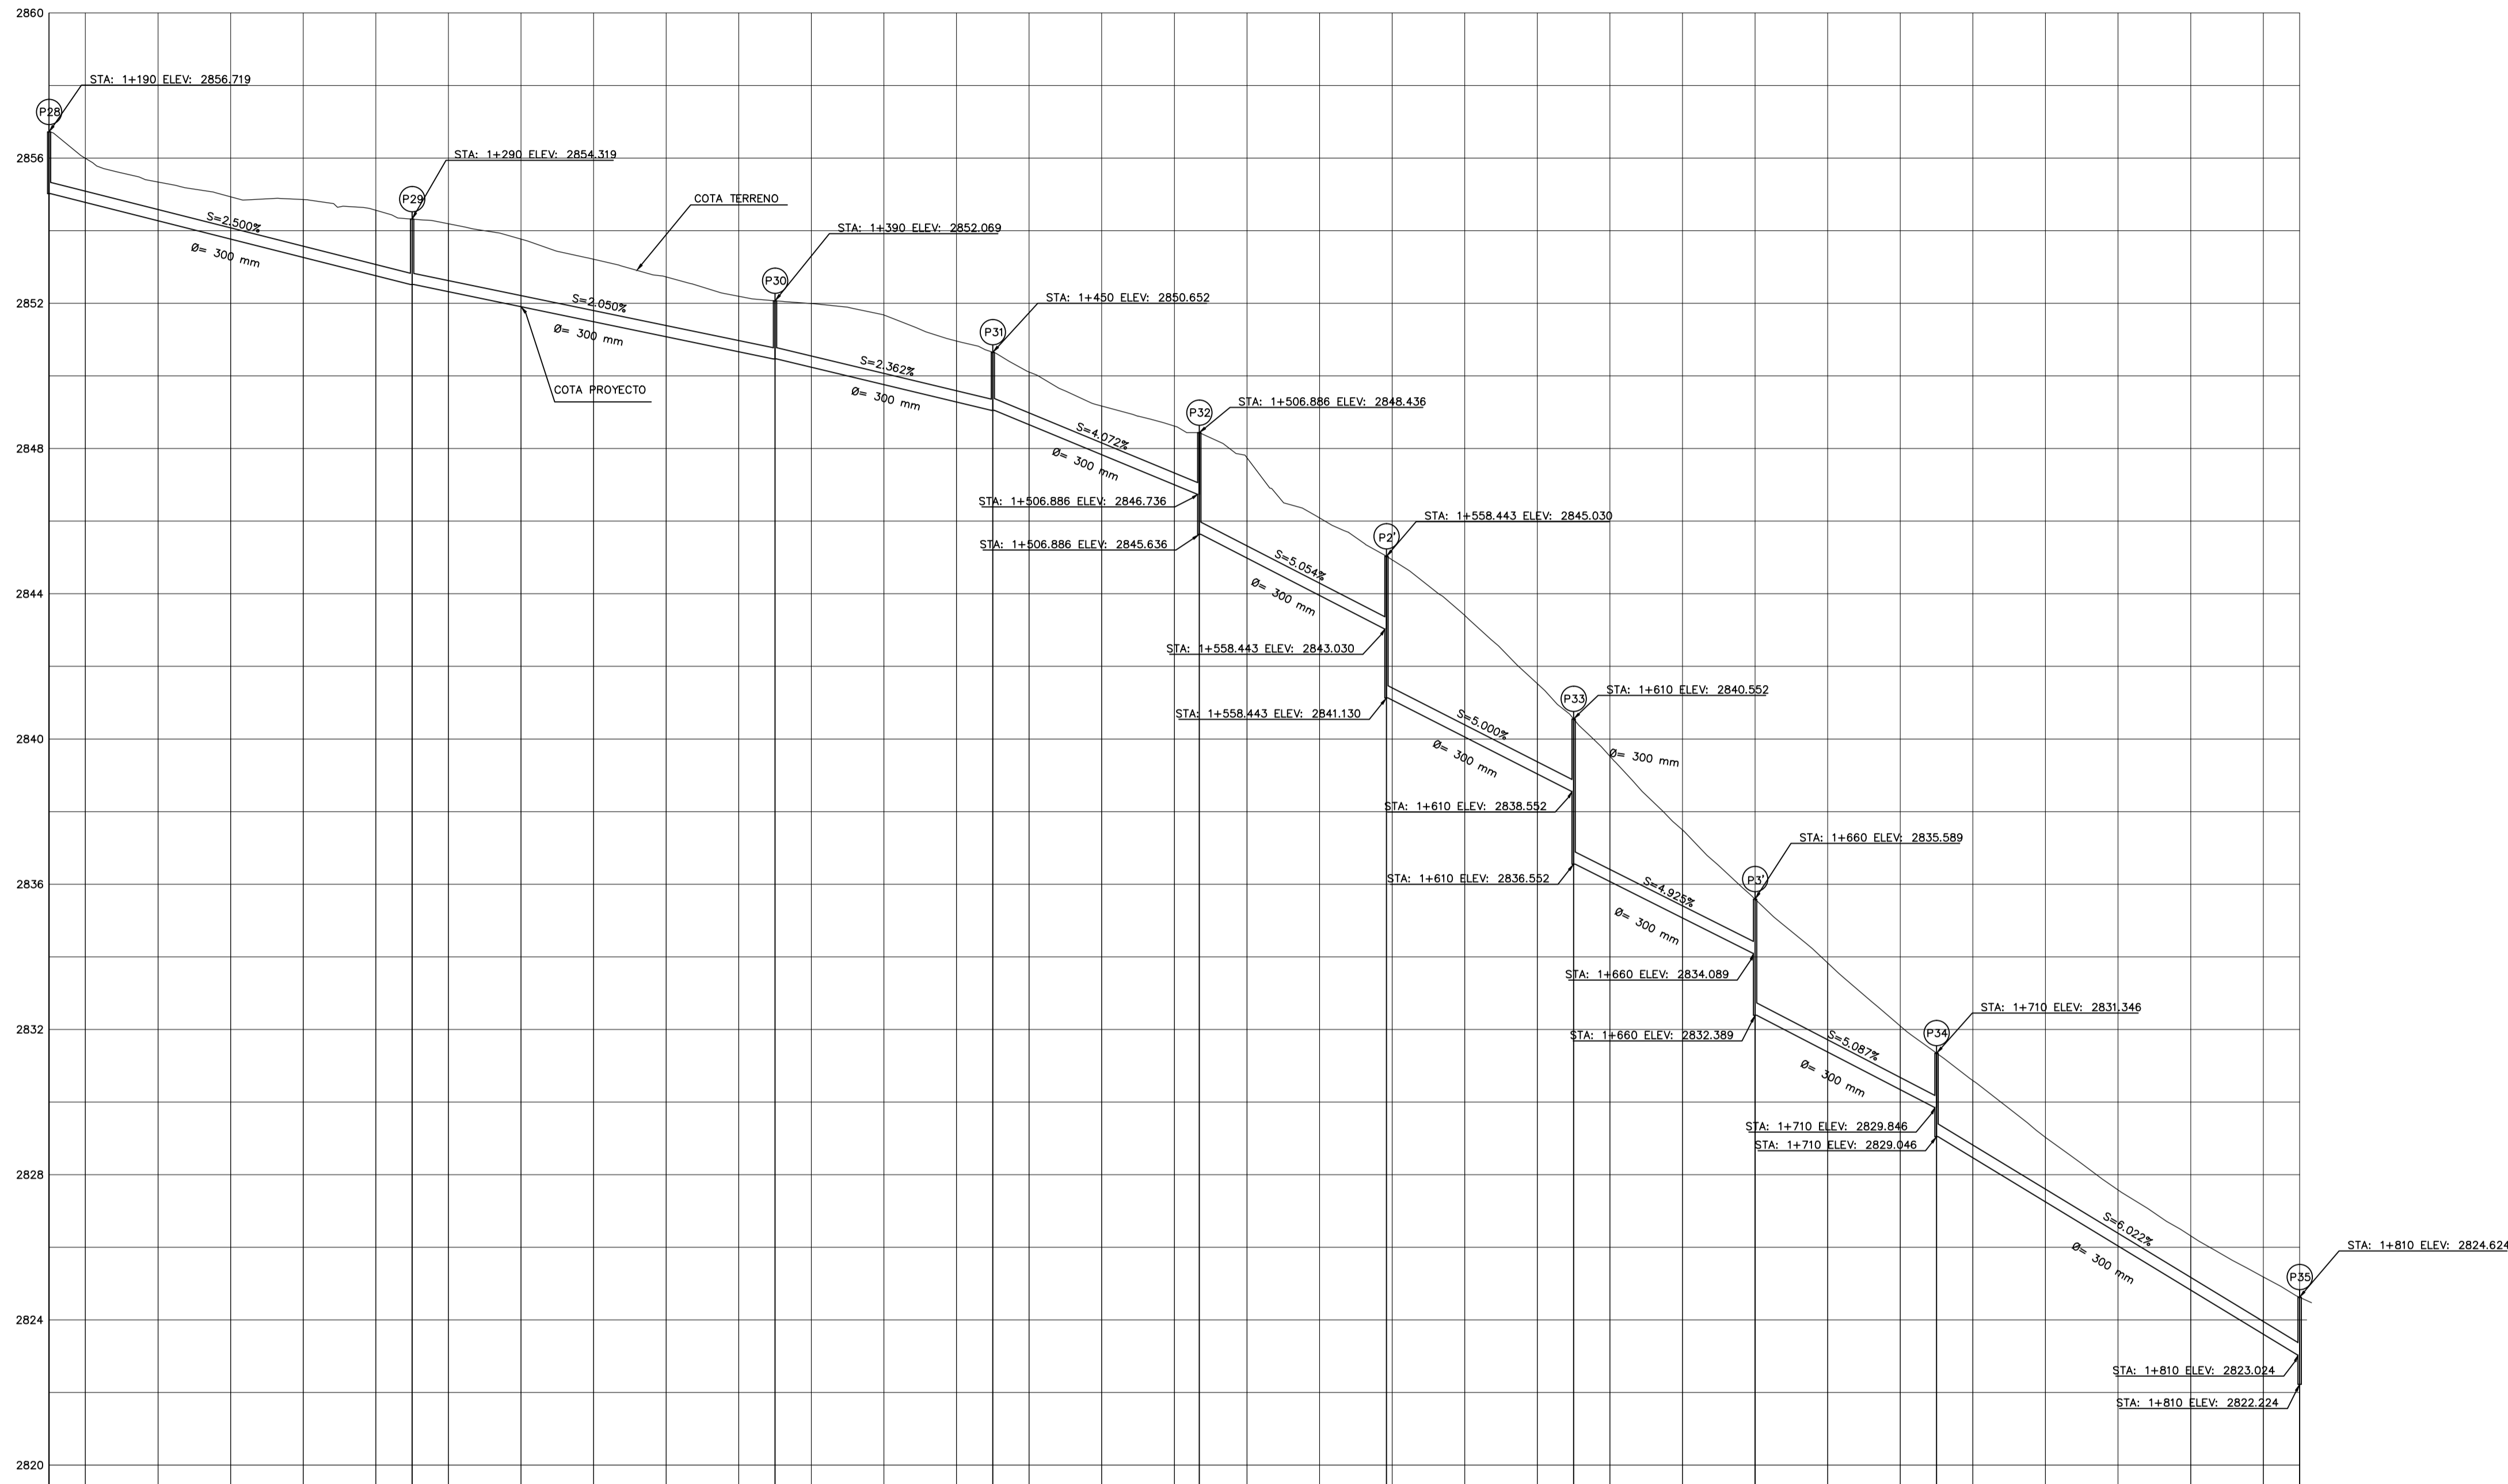 2860
STA: 1+190 ELEV: 2856.719
P28
2856
STA: 1+290 ELEV: 2854.319
P29
S=2.500%
Ø= 300 mm
COTA TERRENO
STA: 1+390 ELEV: 2852.069
P30
2852
S=2.050%
Ø= 300 mm
COTA PROYECTO
STA: 1+450 ELEV: 2850.652
P31
S=2.362%
Ø= 300 mm
STA: 1+506.886 ELEV: 2848.436
P32
2848
S=4.072%
Ø= 300 mm
STA: 1+506.886 ELEV: 2846.736
STA: 1+506.886 ELEV: 2845.636
STA: 1+558.443 ELEV: 2845.030
P2'
S=5.054%
Ø= 300 mm
2844
STA: 1+558.443 ELEV: 2843.030
STA: 1+558.443 ELEV: 2841.130
STA: 1+610 ELEV: 2840.552
P33
S=5.000%
Ø= 300 mm
2840
Ø= 300 mm
STA: 1+610 ELEV: 2838.552
STA: 1+610 ELEV: 2836.552
STA: 1+660 ELEV: 2835.589
P3'
2836
S=4.925%
Ø= 300 mm
STA: 1+660 ELEV: 2834.089
STA: 1+660 ELEV: 2832.389
STA: 1+710 ELEV: 2831.346
P34
2832
S=5.087%
Ø= 300 mm
STA: 1+710 ELEV: 2829.846
STA: 1+710 ELEV: 2829.046
2828
S=6.022%
Ø= 300 mm
STA: 1+810 ELEV: 2824.624
P35
2824
STA: 1+810 ELEV: 2823.024
STA: 1+810 ELEV: 2822.224
2820